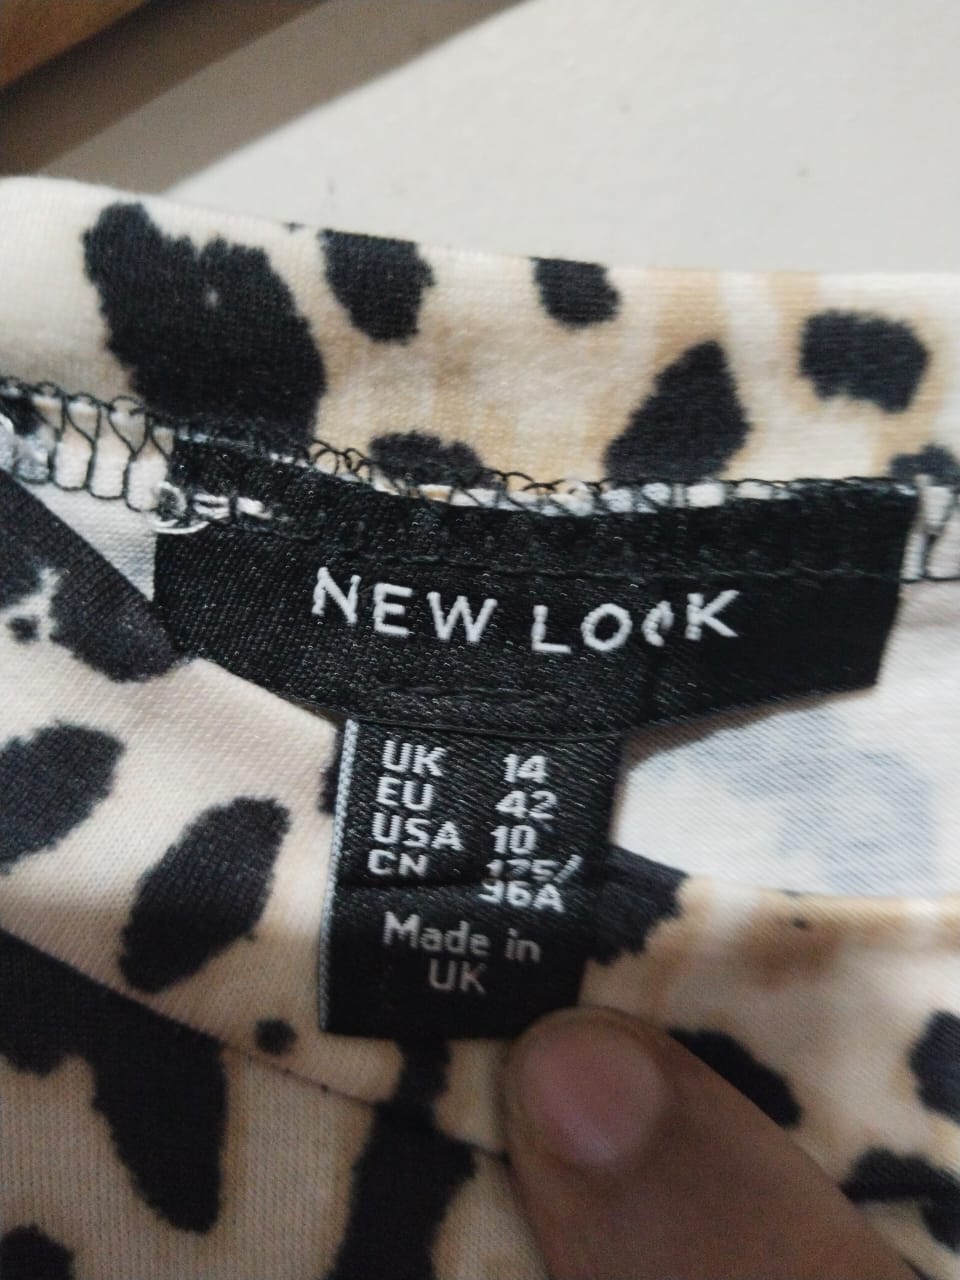 NEW LOOK
UK 14
EU 42
USA 10
CN 175/
96A
Made in
UK